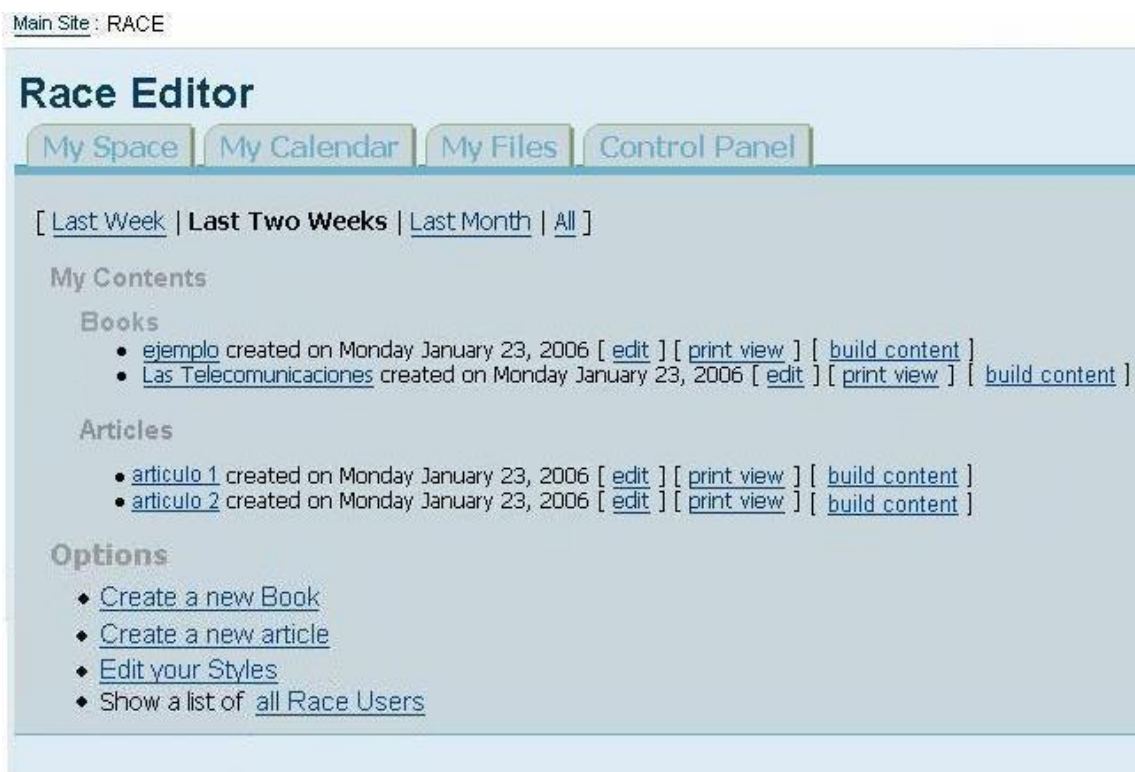 Main Site : RACE
Race Editor
My Space My Calendar My Files Control Panel
[ Last Week | Last Two Weeks | Last Month | All ]
My Contents
Books
• ejemplo created on Monday January 23, 2006 [ edit ] [ print view ] [ build content ]
• Las Telecomunicaciones created on Monday January 23, 2006 [ edit ] [ print view ] [ build content ]
Articles
• articulo 1 created on Monday January 23, 2006 [ edit ] [ print view ] [ build content ]
• articulo 2 created on Monday January 23, 2006 [ edit ] [ print view ] [ build content ]
Options
• Create a new Book
• Create a new article
• Edit your Styles
• Show a list of all Race Users